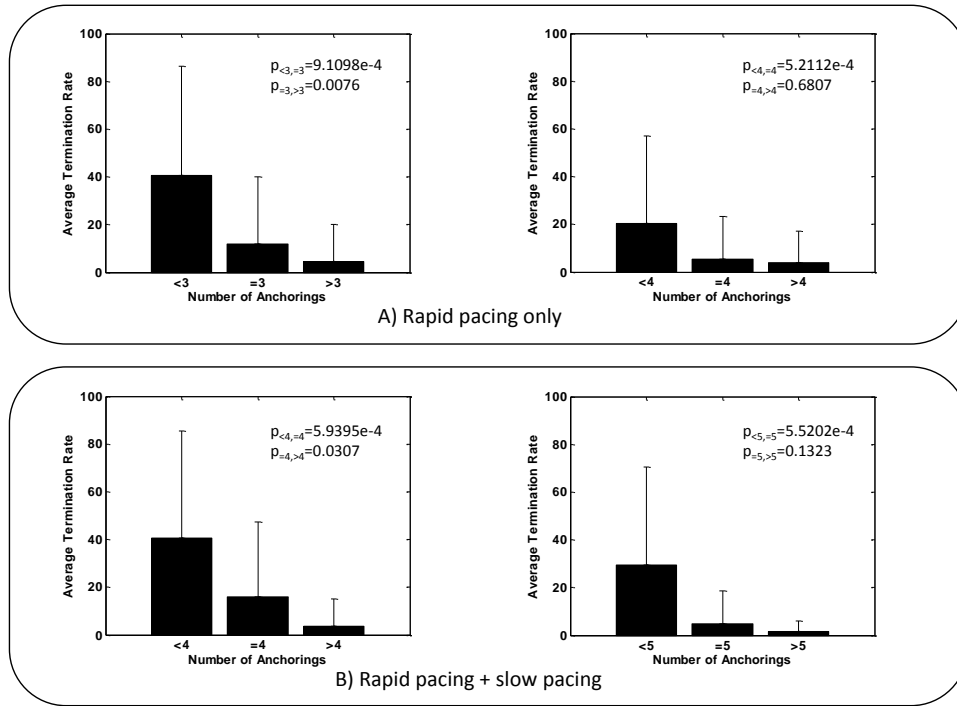 100
80
60
40
20
0
Average Termination Rate
p<3,=3=9.1098e-4
p=3,>3=0.0076
<3 =3 >3
Number of Anchorings
100
80
60
40
20
0
Average Termination Rate
p<4,=4=5.2112e-4
p=4,>4=0.6807
<4 =4 >4
Number of Anchorings
A) Rapid pacing only
100
80
60
40
20
0
Average Termination Rate
p<4,=4=5.9395e-4
p=4,>4=0.0307
<4 =4 >4
Number of Anchorings
100
80
60
40
20
0
Average Termination Rate
p<5,=5=5.5202e-4
p=5,>5=0.1323
<5 =5 >5
Number of Anchorings
B) Rapid pacing + slow pacing